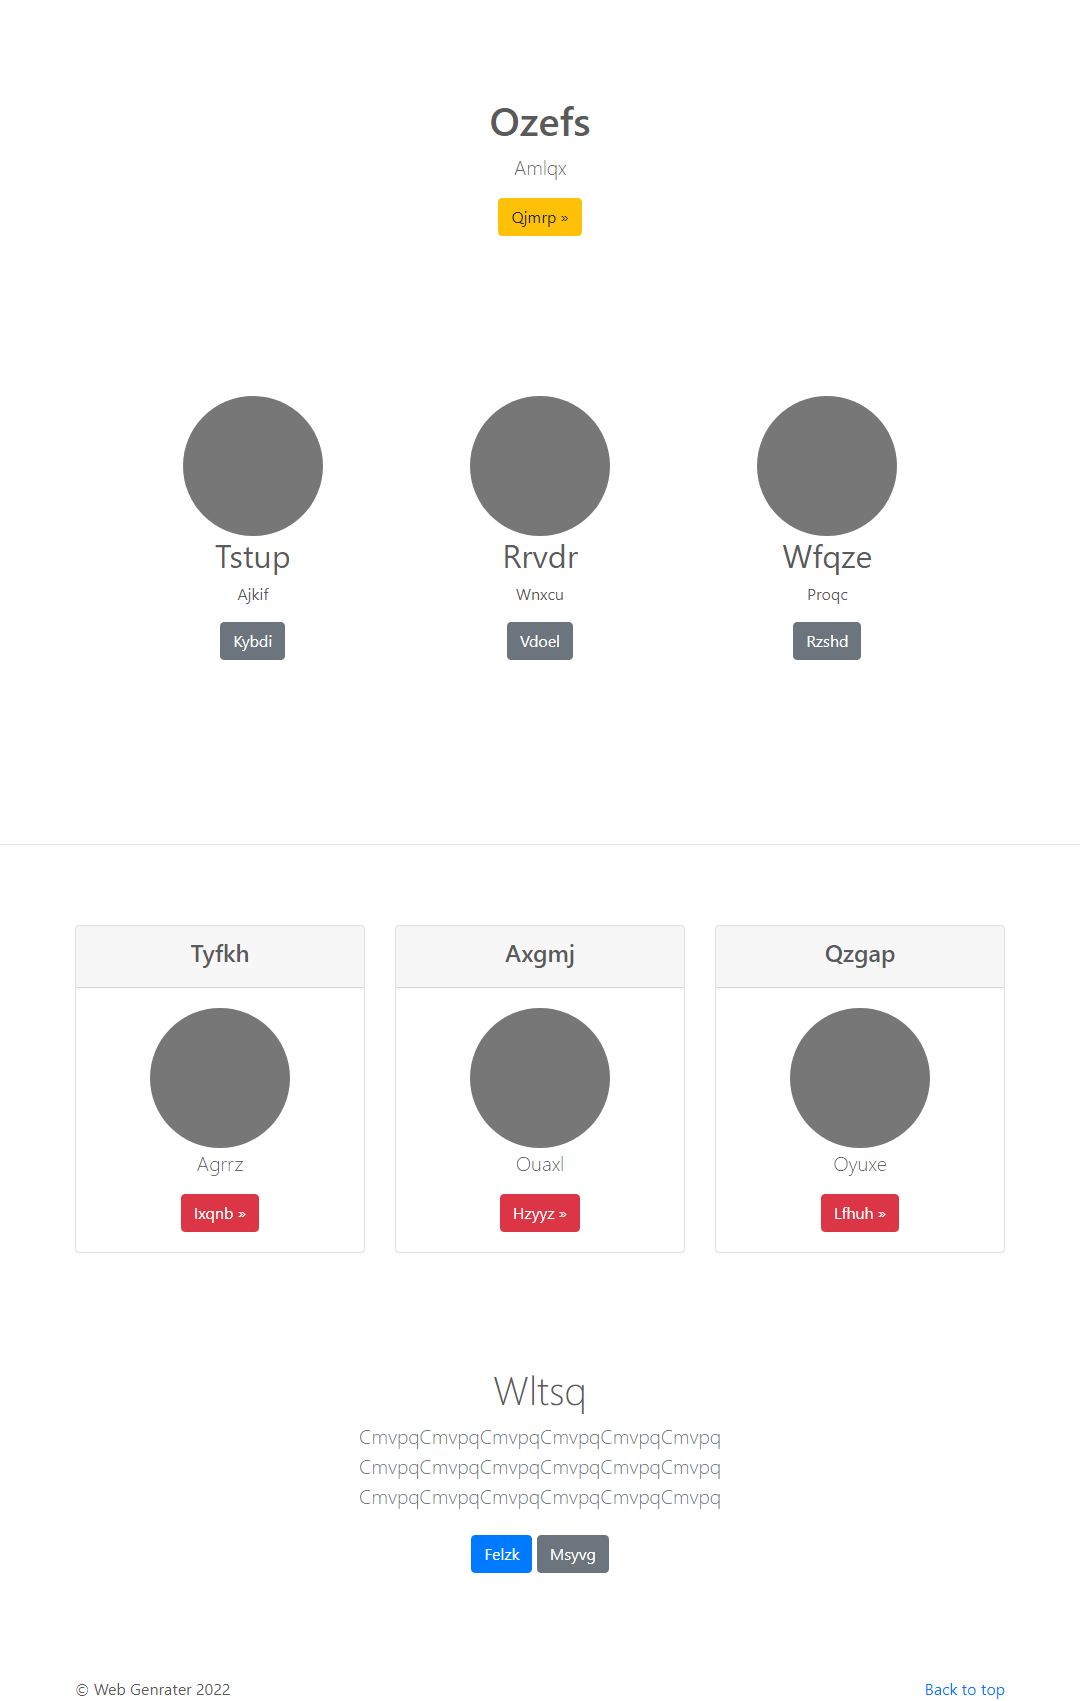 Ozefs
Amlqx
Qjmrp »
Tstup
Ajkif
Kybdi
Rrvdr
Wnxcu
Vdoel
Wfqze
Proqc
Rzshd
Tyfkh
Agrrz
Ixqnb »
Axgmj
Ouaxl
Hzyyz »
Qzgap
Oyuxe
Lfhuh »
Wltsq
CmvpqCmvpqCmvpqCmvpqCmvpqCmvpq
CmvpqCmvpqCmvpqCmvpqCmvpqCmvpq
CmvpqCmvpqCmvpqCmvpqCmvpqCmvpq
Felzk
Msyvg
© Web Genrater 2022
Back to top